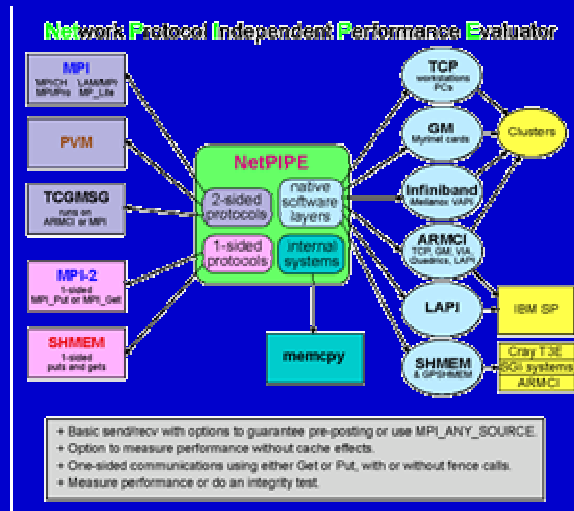 Network Protocol Independent Performance Evaluator
MPI
MPICH LAM/MPI
MPI/Pro MP_Lite
PVM
TCGMSG
runs on
ARMCI or MPI
MPI-2
1-sided
MPI_Put or MPI_Get
SHMEM
1-sided
puts and gets
NetPIPE
2-sided
protocols
native
software
layers
1-sided
protocols
internal
systems
memcpy
TCP
workstations
PCs
GM
Myrinet cards
Infiniband
Mellanox VAPI
ARMCI
TCP, GM, VIA,
Quadrics, LAPI
LAPI
SHMEM
& GPSHMEM
Clusters
IBM SP
Cray T3E
SGI systems
ARMCI
+ Basic send/recv with options to guarantee pre-posting or use MPI_ANY_SOURCE.
+ Option to measure performance without cache effects.
+ One-sided communications using either Get or Put, with or without fence calls.
+ Measure performance or do an integrity test.